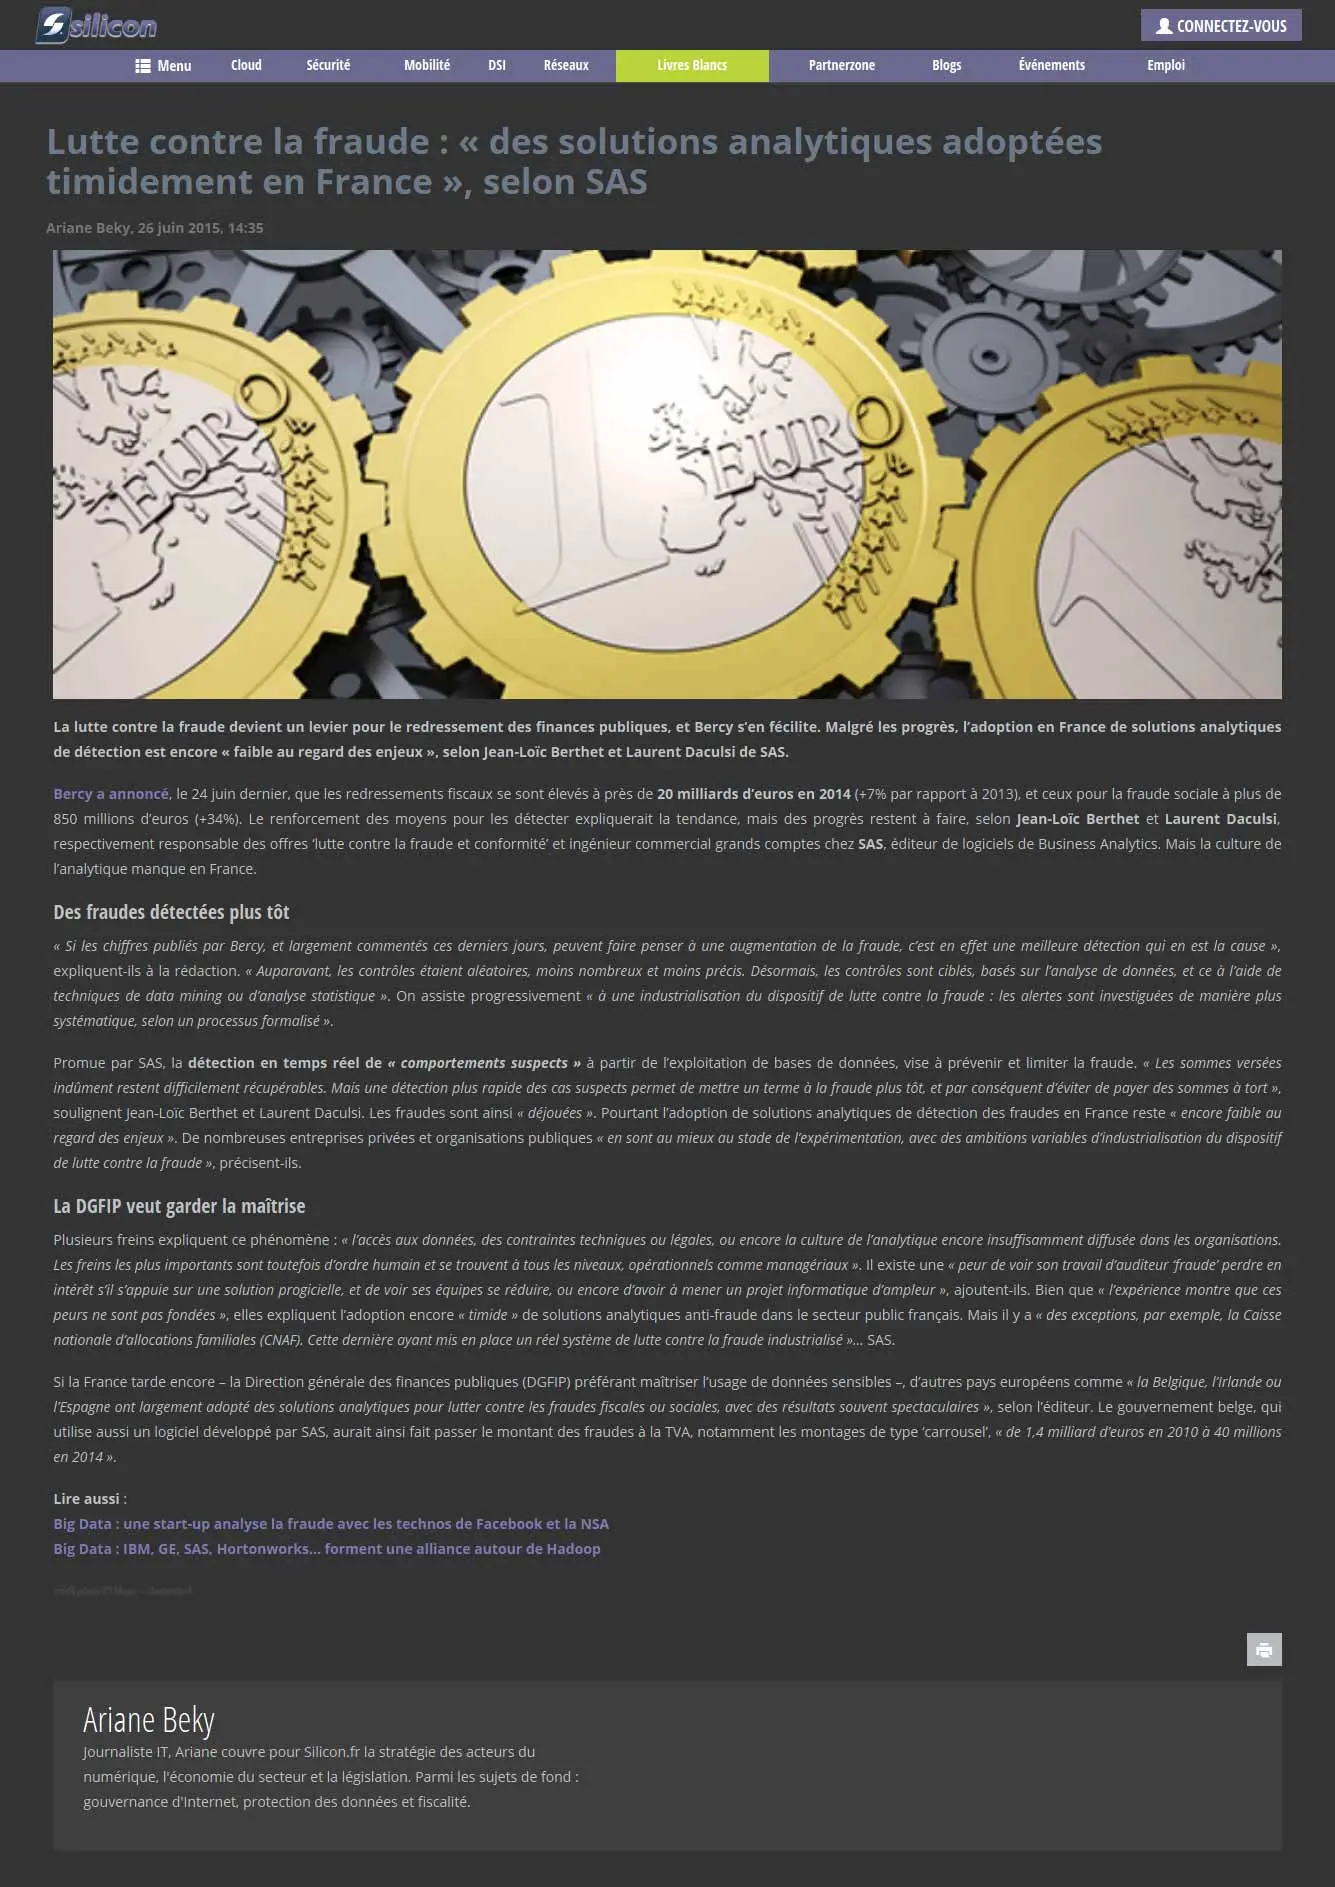 silicon
CONNECTEZ-VOUS
Menu Cloud Sécurité Mobilité DSI Réseaux Livres Blancs Partnerzone Blogs Événements Emploi
Lutte contre la fraude : « des solutions analytiques adoptées
timidement en France », selon SAS
Ariane Beky, 26 juin 2015, 14:35
EUR
1 EUR
1
La lutte contre la fraude devient un levier pour le redressement des finances publiques, et Bercy s’en fécilite. Malgré les progrès, l’adoption en France de solutions analytiques
de détection est encore « faible au regard des enjeux », selon Jean-Loïc Berthet et Laurent Daculsi de SAS.
Bercy a annoncé, le 24 juin dernier, que les redressements fiscaux se sont élevés à près de 20 milliards d’euros en 2014 (+7% par rapport à 2013), et ceux pour la fraude sociale à plus de
850 millions d’euros (+34%). Le renforcement des moyens pour les détecter expliquerait la tendance, mais des progrès restent à faire, selon Jean-Loïc Berthet et Laurent Daculsi,
respectivement responsable des offres ‘lutte contre la fraude et conformité’ et ingénieur commercial grands comptes chez SAS, éditeur de logiciels de Business Analytics. Mais la culture de
l’analytique manque en France.
Des fraudes détectées plus tôt
« Si les chiffres publiés par Bercy, et largement commentés ces derniers jours, peuvent faire penser à une augmentation de la fraude, c’est en effet une meilleure détection qui en est la cause »,
expliquent-ils à la rédaction. « Auparavant, les contrôles étaient aléatoires, moins nombreux et moins précis. Désormais, les contrôles sont ciblés, basés sur l’analyse de données, et ce à l’aide de
techniques de data mining ou d’analyse statistique ». On assiste progressivement « à une industrialisation du dispositif de lutte contre la fraude : les alertes sont investiguées de manière plus
systématique, selon un processus formalisé ».
Promue par SAS, la détection en temps réel de « comportements suspects » à partir de l’exploitation de bases de données, vise à prévenir et limiter la fraude. « Les sommes versées
indûment restent difficilement récupérables. Mais une détection plus rapide des cas suspects permet de mettre un terme à la fraude plus tôt, et par conséquent d’éviter de payer des sommes à tort »,
soulignent Jean-Loïc Berthet et Laurent Daculsi. Les fraudes sont ainsi « déjouées ». Pourtant l’adoption de solutions analytiques de détection des fraudes en France reste « encore faible au
regard des enjeux ». De nombreuses entreprises privées et organisations publiques « en sont au mieux au stade de l’expérimentation, avec des ambitions variables d’industrialisation du dispositif
de lutte contre la fraude », précisent-ils.
La DGFIP veut garder la maîtrise
Plusieurs freins expliquent ce phénomène : « l’accès aux données, des contraintes techniques ou légales, ou encore la culture de l’analytique encore insuffisamment diffusée dans les organisations.
Les freins les plus importants sont toutefois d’ordre humain et se trouvent à tous les niveaux, opérationnels comme managériaux ». Il existe une « peur de voir son travail d’auditeur ‘fraude’ perdre en
intérêt s’il s’appuie sur une solution progicielle, et de voir ses équipes se réduire, ou encore d’avoir à mener un projet informatique d’ampleur », ajoutent-ils. Bien que « l’expérience montre que ces
peurs ne sont pas fondées », elles expliquent l’adoption encore « timide » de solutions analytiques anti-fraude dans le secteur public français. Mais il y a « des exceptions, par exemple, la Caisse
nationale d’allocations familiales (CNAF). Cette dernière ayant mis en place un réel système de lutte contre la fraude industrialisé »… SAS.
Si la France tarde encore – la Direction générale des finances publiques (DGFIP) préférant maîtriser l’usage de données sensibles –, d’autres pays européens comme « la Belgique, l’Irlande ou
l’Espagne ont largement adopté des solutions analytiques pour lutter contre les fraudes fiscales ou sociales, avec des résultats souvent spectaculaires », selon l’éditeur. Le gouvernement belge, qui
utilise aussi un logiciel développé par SAS, aurait ainsi fait passer le montant des fraudes à la TVA, notamment les montages de type ‘carrousel’, « de 1,4 milliard d’euros en 2010 à 40 millions
en 2014 ».
Lire aussi :
Big Data : une start-up analyse la fraude avec les technos de Facebook et la NSA
Big Data : IBM, GE, SAS, Hortonworks… forment une alliance autour de Hadoop
Ariane Beky
Journaliste IT, Ariane couvre pour Silicon.fr la stratégie des acteurs du
numérique, l'économie du secteur et la législation. Parmi les sujets de fond :
gouvernance d'Internet, protection des données et fiscalité.